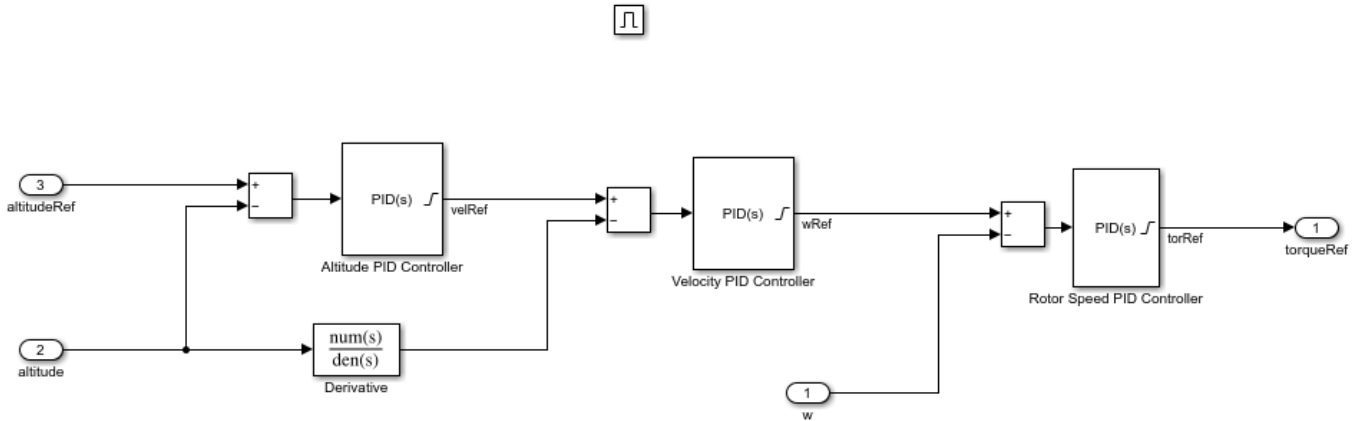 3
altitudeRef
+
−
PID(s)
velRef
Altitude PID Controller
+
−
PID(s)
wRef
Velocity PID Controller
+
−
PID(s)
torRef
Rotor Speed PID Controller
1
torqueRef
2
altitude
num(s)
den(s)
Derivative
1
w